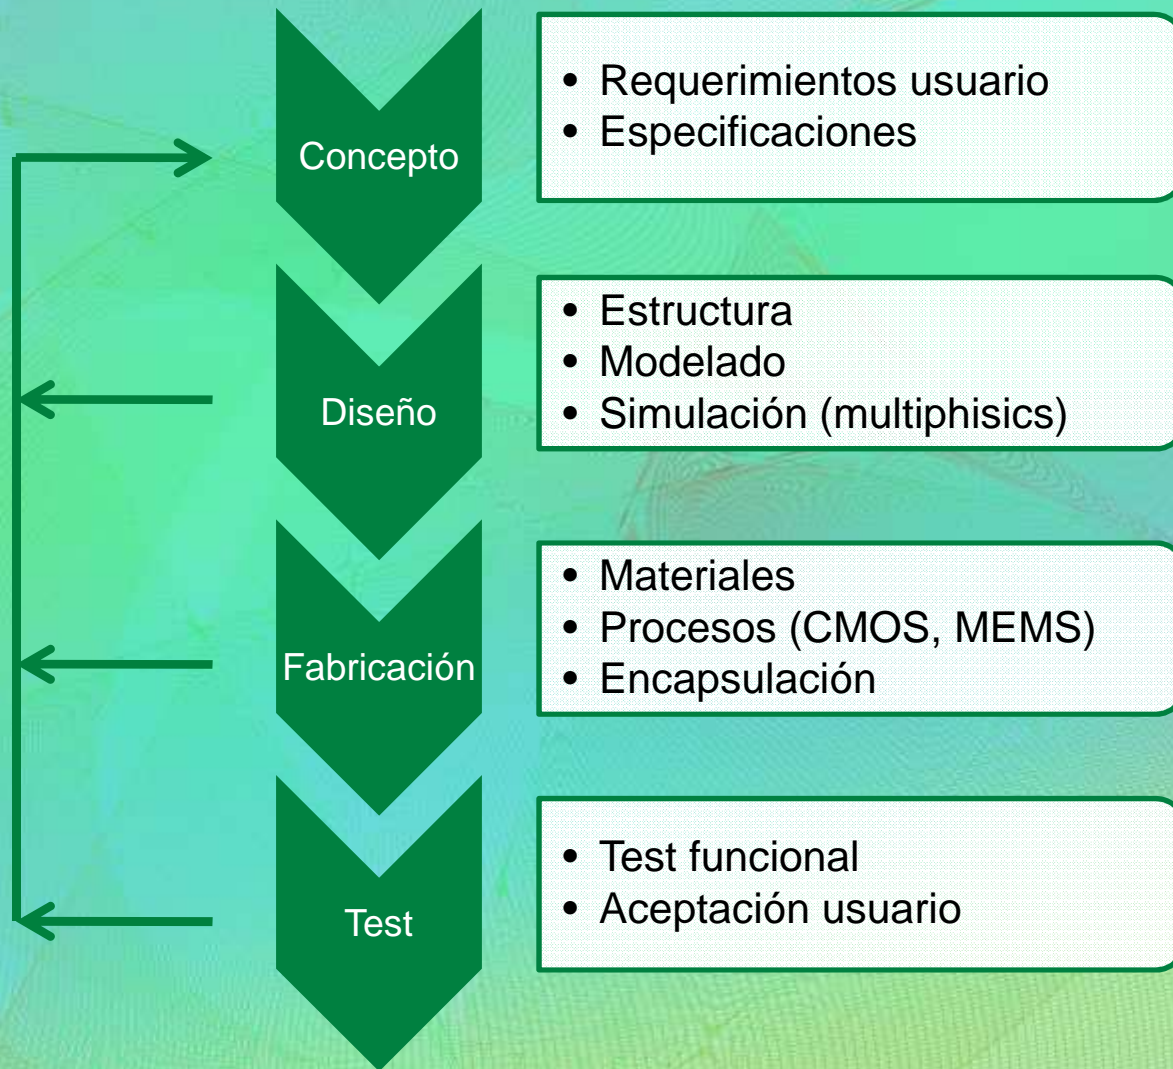 Concepto
• Requerimientos usuario
• Especificaciones
Diseño
• Estructura
• Modelado
• Simulación (multiphisics)
Fabricación
• Materiales
• Procesos (CMOS, MEMS)
• Encapsulación
Test
• Test funcional
• Aceptación usuario